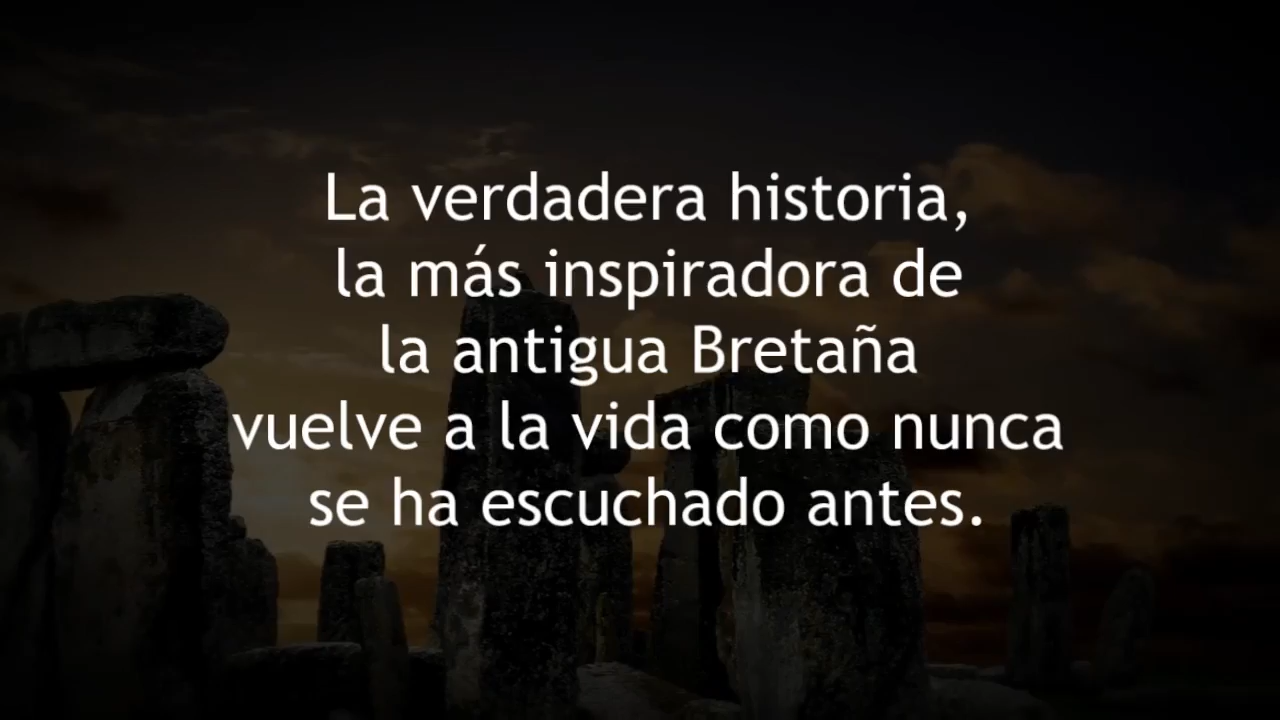 La verdadera historia,
la más inspiradora de
la antigua Bretaña
vuelve a la vida como nunca
se ha escuchado antes.